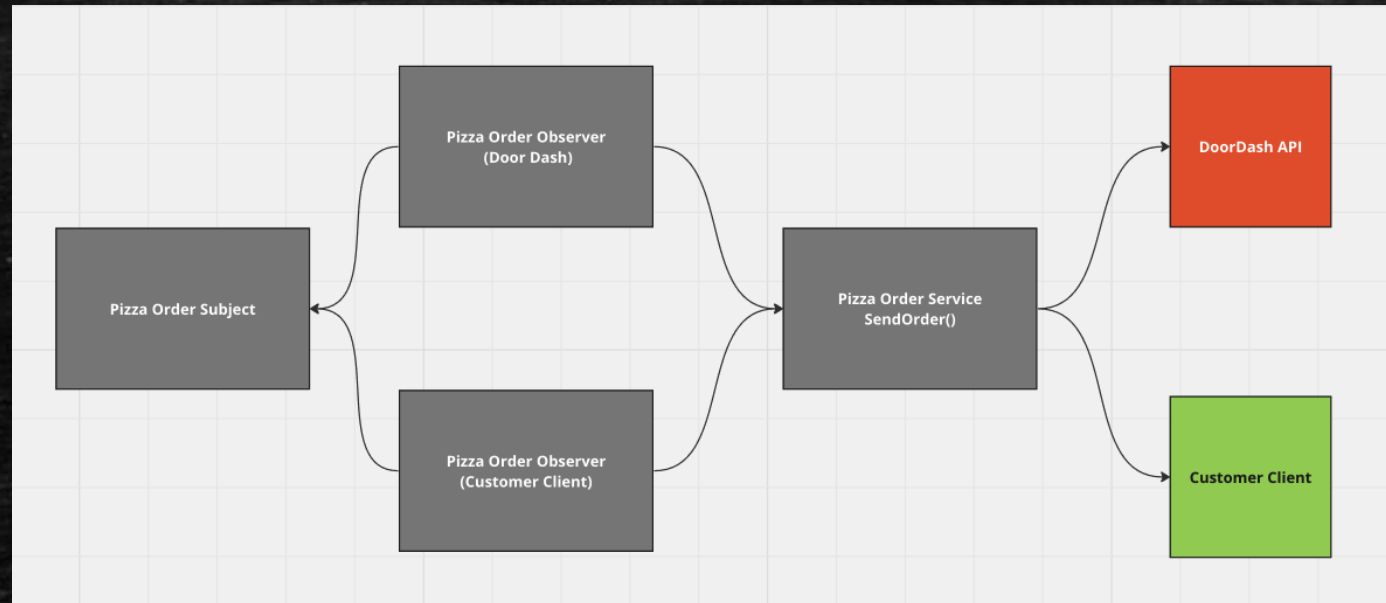 Pizza Order Observer
(Door Dash)
DoorDash API
Pizza Order Subject
Pizza Order Service
SendOrder()
Pizza Order Observer
(Customer Client)
Customer Client